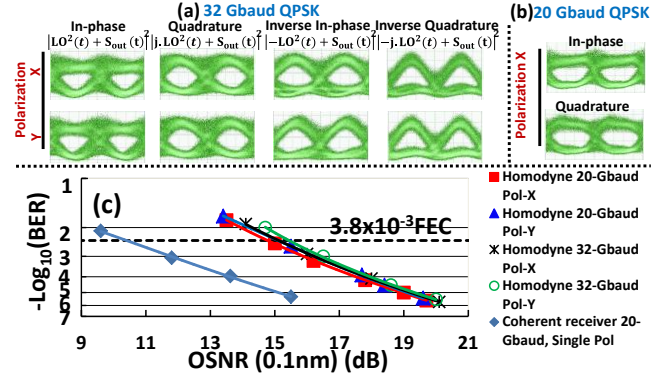 (a) 32 Gbaud QPSK
(b) 20 Gbaud QPSK
In-phase Quadrature Inverse In-phase Inverse Quadrature
|LO²(t) + S_out (t)|² |j.LO²(t) + S_out (t)|² |−LO²(t) + S_out (t)|² |−j.LO²(t) + S_out (t)|²
Polarization
X
Y
Polarization X
In-phase
Quadrature
(c)
3.8x10⁻³FEC
-Log₁₀(BER)
1
2
3
4
5
6
7
9 11 13 15 17 19 21
OSNR (0.1nm) (dB)
Homodyne 20-Gbaud
Pol-X
Homodyne 20-Gbaud
Pol-Y
Homodyne 32-Gbaud
Pol-X
Homodyne 32-Gbaud
Pol-Y
Coherent receiver 20-
Gbaud, Single Pol